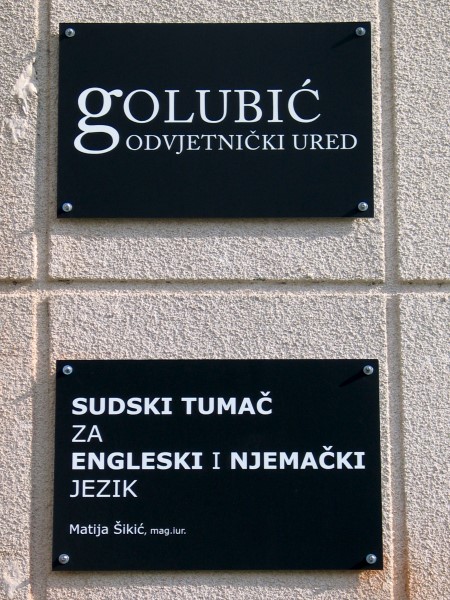 gOLUBIĆ
ODVJETNIČKI URED
SUDSKI TUMAČ
ZA
ENGLESKI I NJEMAČKI
JEZIK
Matija Šikić, mag.iur.